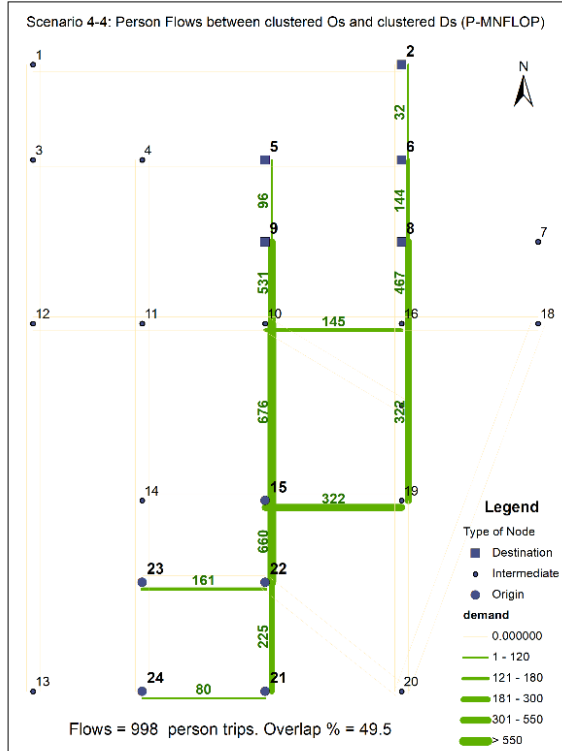 Scenario 4-4: Person Flows between clustered Os and clustered Ds (P-MNFLOP)
1
2
N
32
3
4
5
6
96
144
9
8
7
531
467
12
11
10
16
18
145
676
322
14
15
19
322
660
23
22
161
225
13
24
21
20
80
Legend
Type of Node
Destination
Intermediate
Origin
demand
0.000000
1 - 120
121 - 180
181 - 300
301 - 550
> 550
Flows = 998 person trips. Overlap % = 49.5